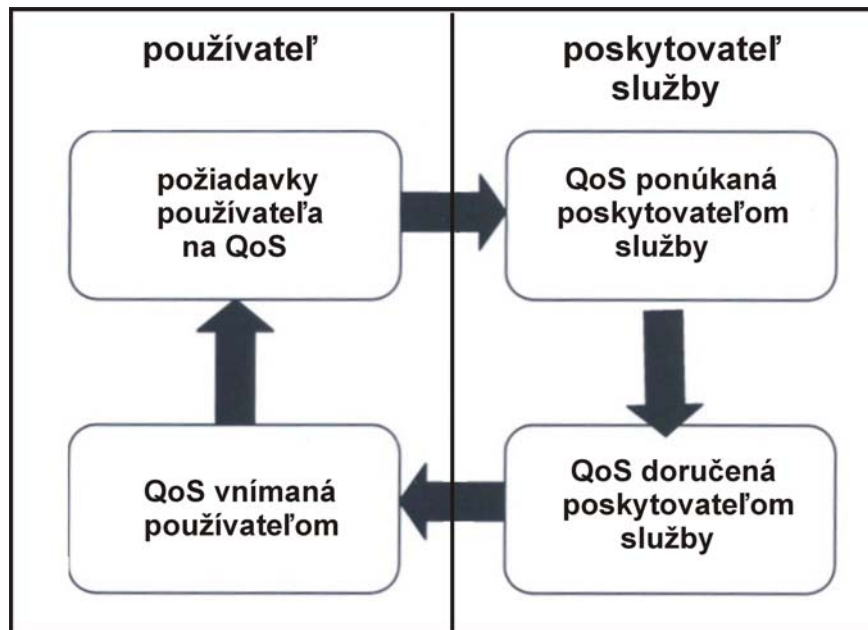 používateľ
poskytovateľ
služby
požiadavky
používateľa
na QoS
QoS ponúkaná
poskytovateľom
služby
QoS vnímaná
používateľom
QoS doručená
poskytovateľom
služby